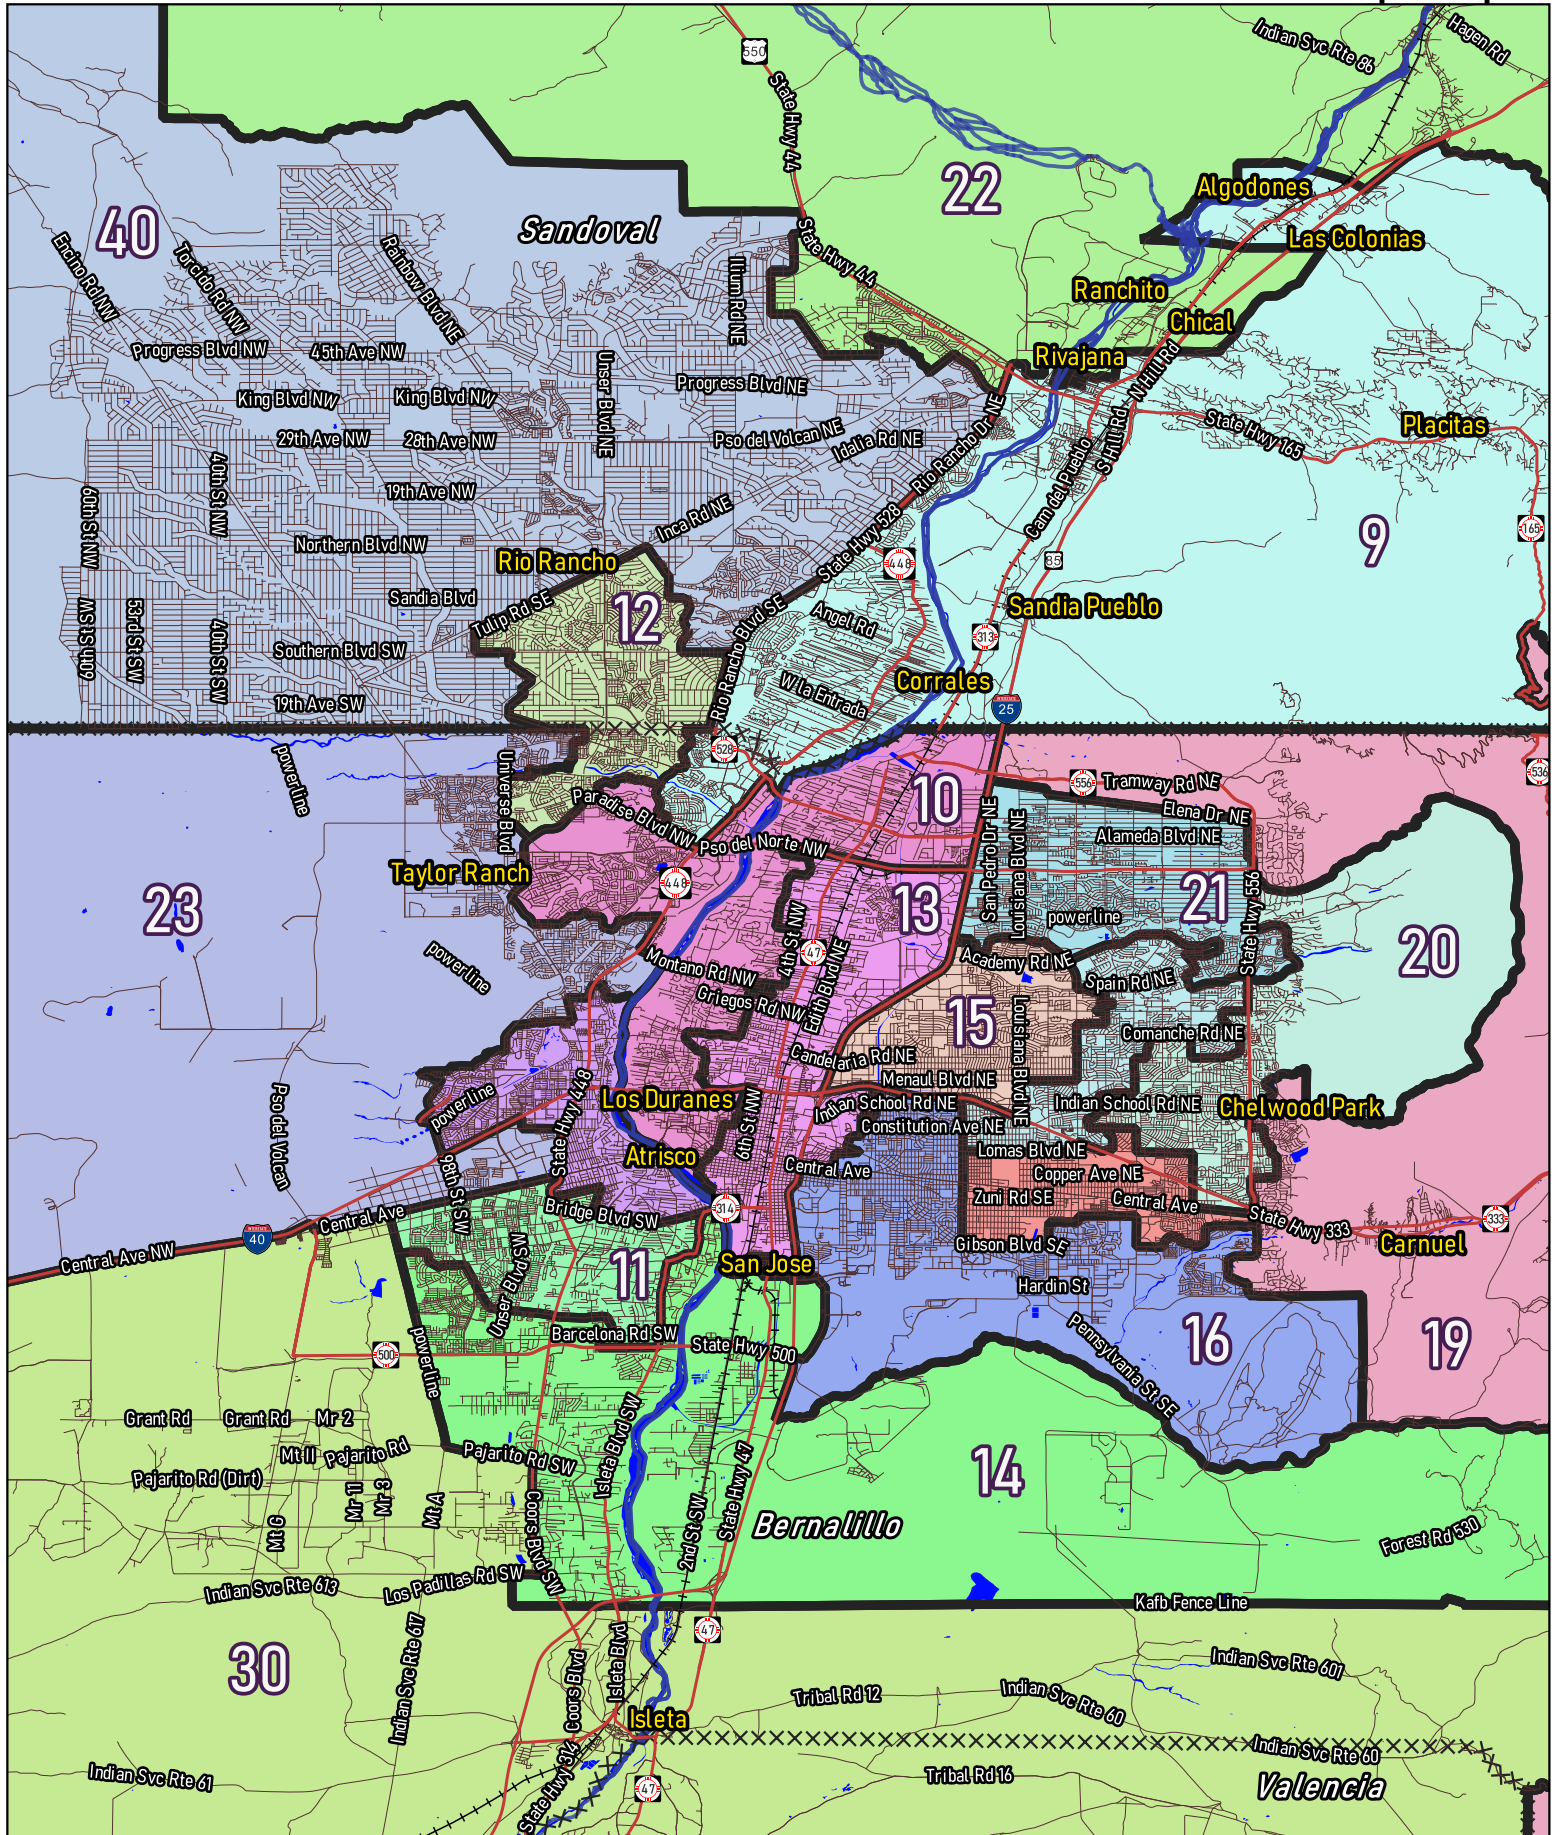 Hagen Rd
Indian Svc Rte 86
550
State Hwy 44
22
Algodones
40
Sandoval
Las Colonias
State Hwy 44
Encino Rd NW
Torcido Rd NW
Rainbow Blvd NE
Ilium Rd NE
Ranchito
Chical
Progress Blvd NW
45th Ave NW
Unser Blvd NE
Rivajana
N Hill Rd
Progress Blvd NE
King Blvd NW
King Blvd NW
State Hwy 165
Placitas
29th Ave NW
28th Ave NW
Pso del Volcan NE
Idalia Rd NE
Rio Rancho Dr NE
S Hill Rd
Cam del Pueblo
60th St NW
40th St NW
19th Ave NW
Inca Rd NE
State Hwy 528
165
9
Northern Blvd NW
Rio Rancho
448
85
Sandia Blvd
12
Tulip Rd SE
Rio Rancho Blvd SE
Angel Rd
Sandia Pueblo
313
60th St SW
53rd St SW
40th St SW
Southern Blvd SW
19th Ave SW
W la Entrada
Corrales
25
powerline
Universe Blvd
528
10
556
Tramway Rd NE
536
Elena Dr NE
Paradise Blvd NW
Pso del Norte NW
San Pedro Dr NE
Louisiana Blvd NE
Alameda Blvd NE
Taylor Ranch
448
23
13
21
powerline
State Hwy 556
20
4th St NW
47
Edith Blvd NE
powerline
Montano Rd NW
Academy Rd NE
Spain Rd NE
Griegos Rd NW
15
Louisiana Blvd NE
Comanche Rd NE
Candelaria Rd NE
Menaul Blvd NE
powerline
State Hwy 448
Los Duranes
6th St NW
Indian School Rd NE
Indian School Rd NE
Chelwood Park
Pso del Volcan
Constitution Ave NE
Atrisco
Lomas Blvd NE
Central Ave
Copper Ave NE
98th St SW
Zuni Rd SE
Central Ave
Central Ave
Bridge Blvd SW
314
State Hwy 333
333
40
Central Ave NW
Unser Blvd SW
11
San Jose
Gibson Blvd SE
Carnuel
Hardin St
16
19
500
powerline
Barcelona Rd SW
State Hwy 500
Pennsylvania St SE
Grant Rd
Grant Rd
Mr 2
Isleta Blvd SW
Mt II
Pajarito Rd
Pajarito Rd SW
Pajarito Rd (Dirt)
Mr 11
Mr 3
Mt A
Mt G
Coors Blvd SW
2nd St SW
State Hwy 47
14
Bernalillo
Forest Rd 530
Indian Svc Rte 613
Los Padillas Rd SW
Kafb Fence Line
30
Indian Svc Rte 617
Coors Blvd
Isleta Blvd
47
Indian Svc Rte 601
Tribal Rd 12
Indian Svc Rte 60
Isleta
Indian Svc Rte 60
Indian Svc Rte 61
State Hwy 314
47
Tribal Rd 16
Valencia